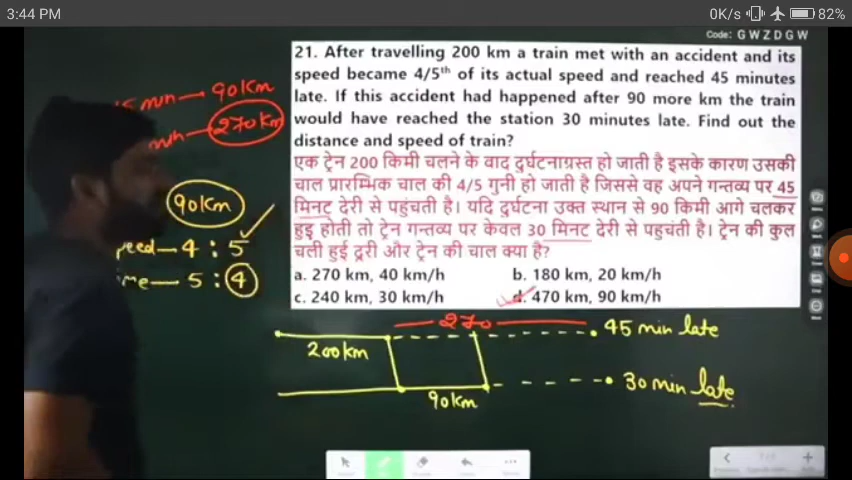 3:44 PM
0K/s 82%
Code: G W Z D G W
21. After travelling 200 km a train met with an accident and its
speed became 4/5th of its actual speed and reached 45 minutes
late. If this accident had happened after 90 more km the train
would have reached the station 30 minutes late. Find out the
distance and speed of train?
एक ट्रेन 200 किमी चलने के बाद दुर्घटनाग्रस्त हो जाती है इसके कारण उसकी
चाल प्रारम्भिक चाल की 4/5 गुनी हो जाती है जिससे वह अपने गन्तव्य पर 45
मिनट देरी से पहुंचती है। यदि दुर्घटना उक्त स्थान से 90 किमी आगे चलकर
हुइ होती तो ट्रेन गन्तव्य पर केवल 30 मिनट देरी से पहुचंती है। ट्रेन की कुल
चली हुई दूरी और ट्रेन की चाल क्या है?
a. 270 km, 40 km/h b. 180 km, 20 km/h
c. 240 km, 30 km/h d. 470 km, 90 km/h
min — 90km
270km
90km
4 : 5
5 : 4
270
45 min late
200km
30 min late
90km